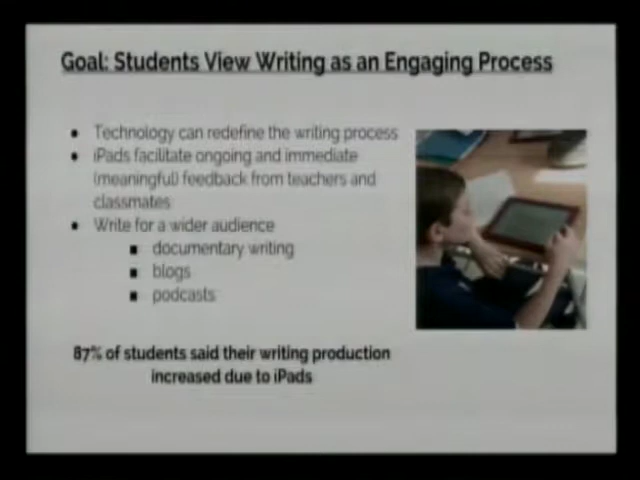 Goal: Students View Writing as an Engaging Process
• Technology can redefine the writing process
• iPads facilitate ongoing and immediate
(meaningful) feedback from teachers and
classmates
• Write for a wider audience
■ documentary writing
■ blogs
■ podcasts
87% of students said their writing production
increased due to iPads